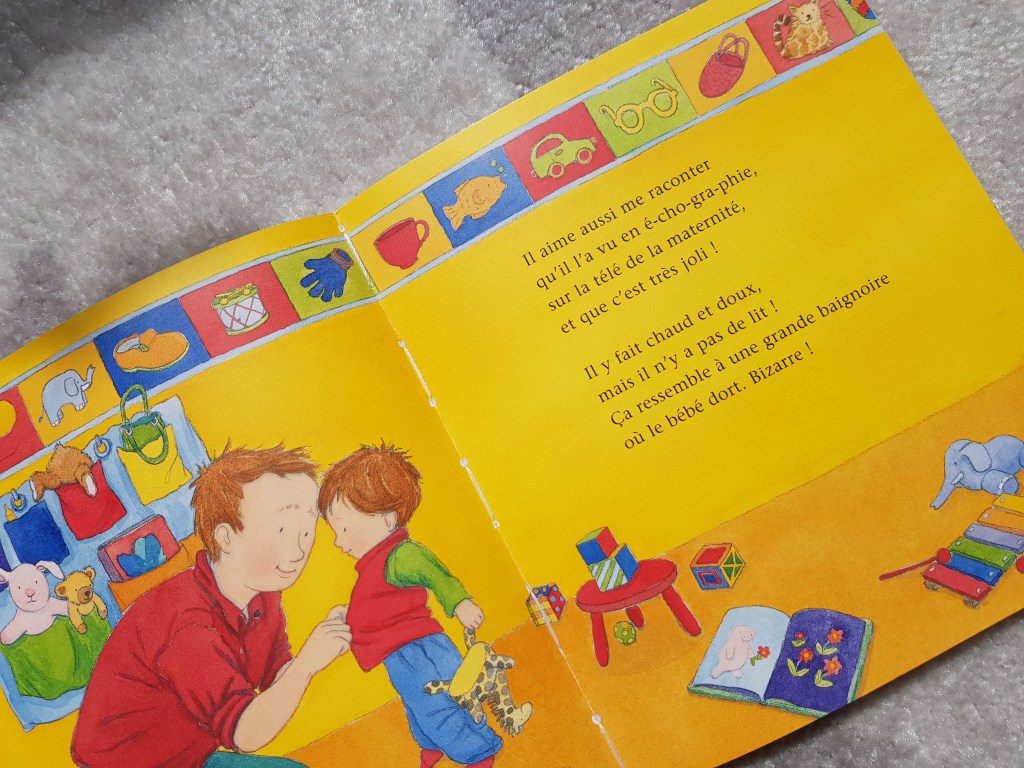 Il aime aussi me raconter
qu'il l'a vu en é-cho-gra-phie,
sur la télé de la maternité,
et que c'est très joli !
Il y fait chaud et doux,
mais il n'y a pas de lit !
Ça ressemble à une grande baignoire
où le bébé dort. Bizarre !